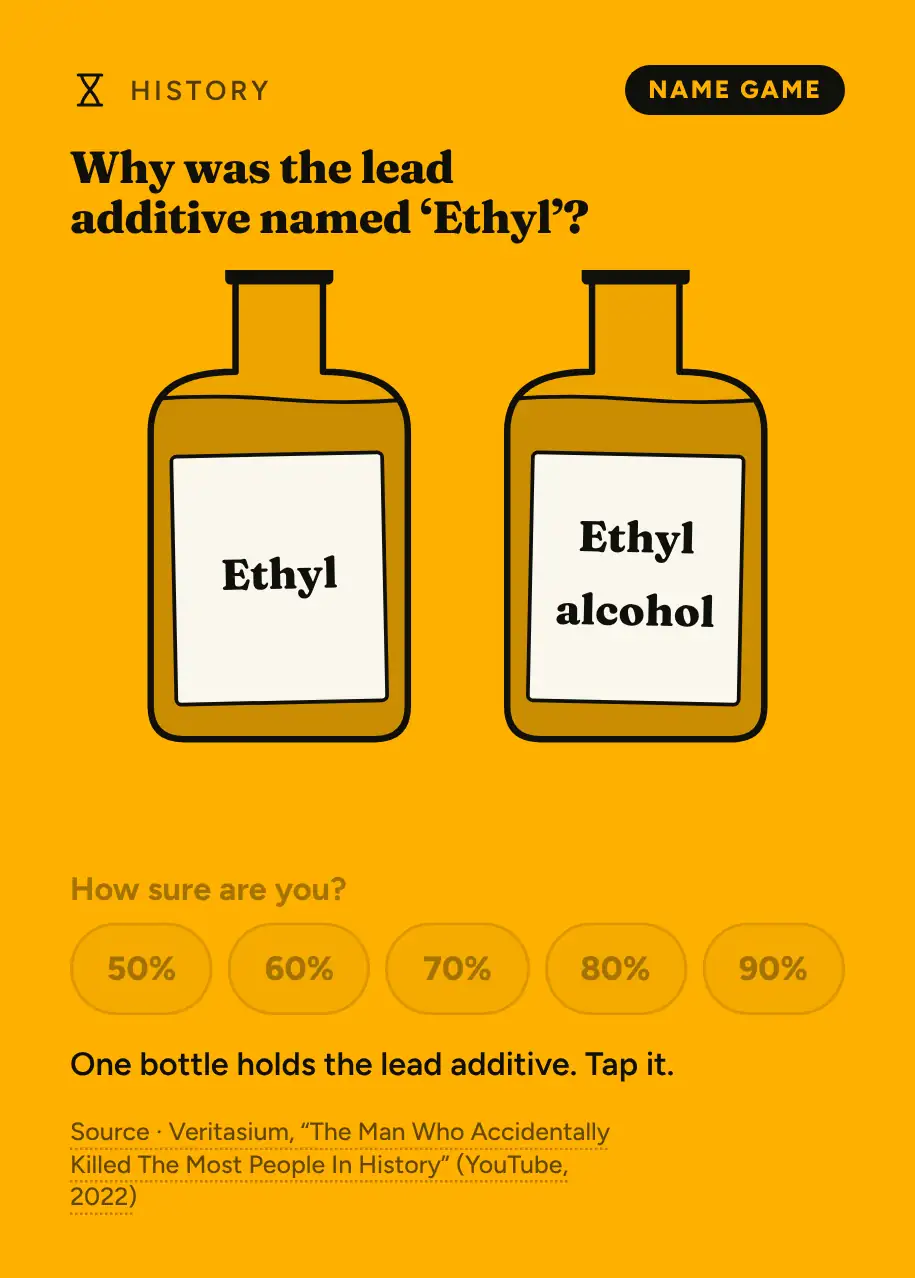 HISTORY
NAME GAME
Why was the lead
additive named ‘Ethyl’?
Ethyl
Ethyl
alcohol
How sure are you?
50% 60% 70% 80% 90%
One bottle holds the lead additive. Tap it.
Source · Veritasium, “The Man Who Accidentally
Killed The Most People In History” (YouTube,
2022)